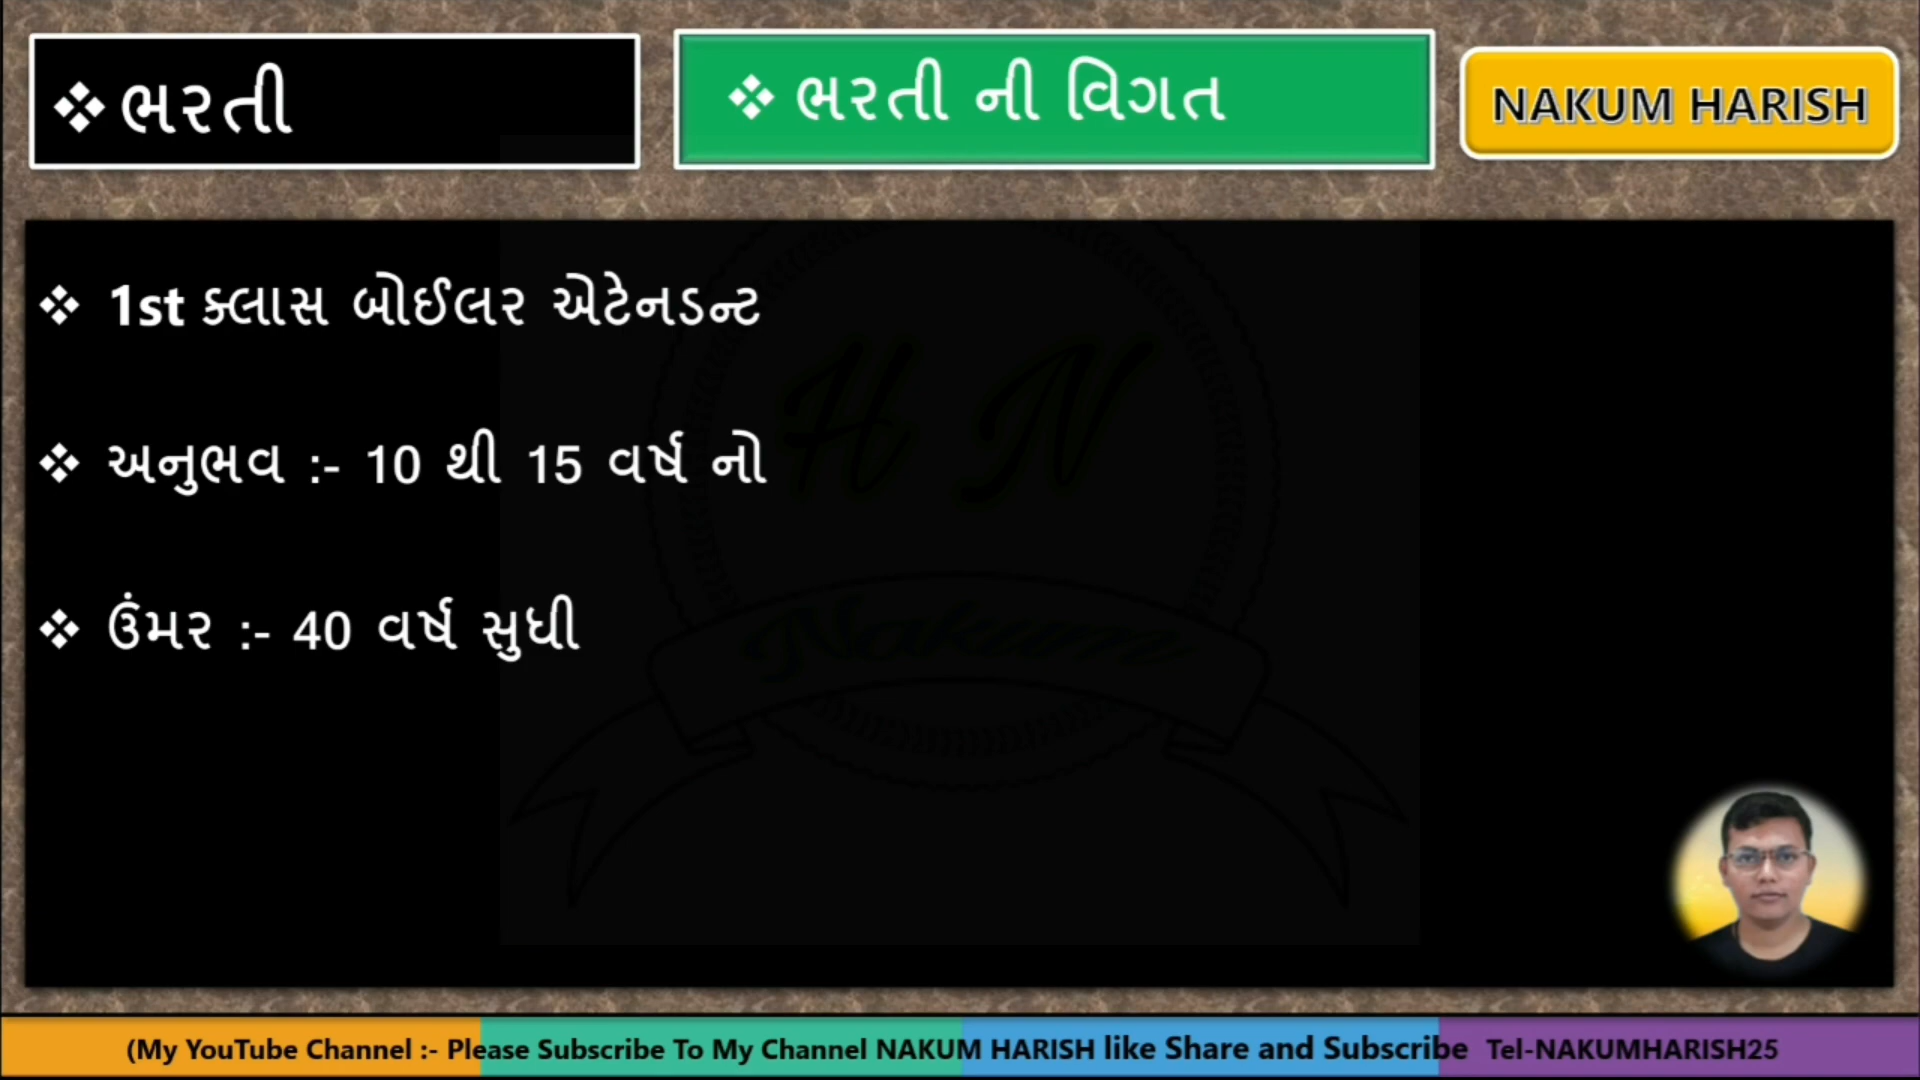 ❖ ભરતી
❖ ભરતી ની વિગત
NAKUM HARISH
❖ 1st ક્લાસ બોઈલર એટેનડન્ટ
❖ અનુભવ :- 10 થી 15 વર્ષ નો
❖ ઉંમર :- 40 વર્ષ સુધી
H N
Nakum
(My YouTube Channel :- Please Subscribe To My Channel NAKUM HARISH like Share and Subscribe Tel-NAKUMHARISH25